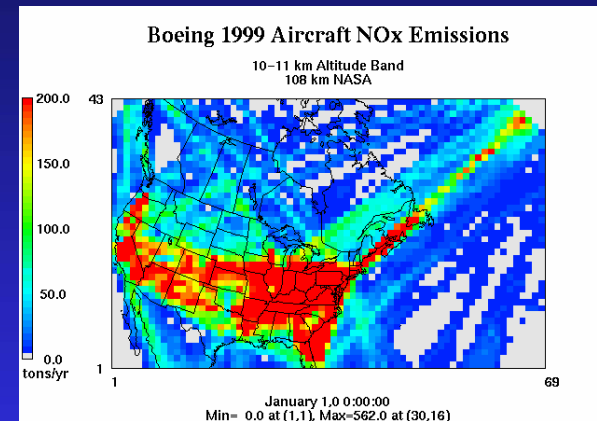 Boeing 1999 Aircraft NOx Emissions
10-11 km Altitude Band
108 km NASA
200.0
150.0
100.0
50.0
0.0
tons/yr
43
1
1
69
January 1,0 0:00:00
Min= 0.0 at (1,1), Max=562.0 at (30,16)